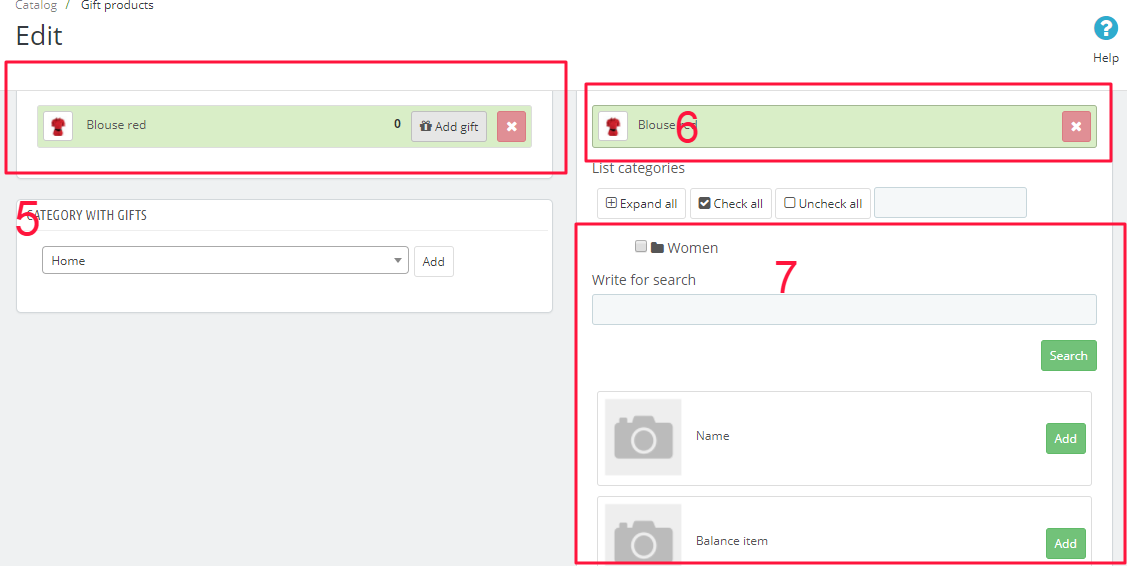 Catalog / Gift products
Edit
Help
Blouse red
0
Add gift
5
CATEGORY WITH GIFTS
Home
Add
Blouse red
6
List categories
Expand all
Check all
Uncheck all
Women
7
Write for search
Search
Name
Add
Balance item
Add